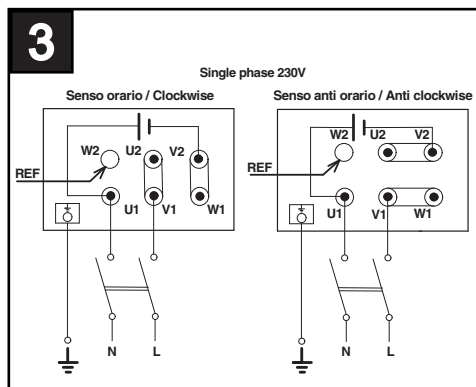 3
Single phase 230V
Senso orario / Clockwise
W2 U2 V2
REF
U1 V1 W1
N L
Senso anti orario / Anti clockwise
W2 U2 V2
REF
U1 V1 W1
N L